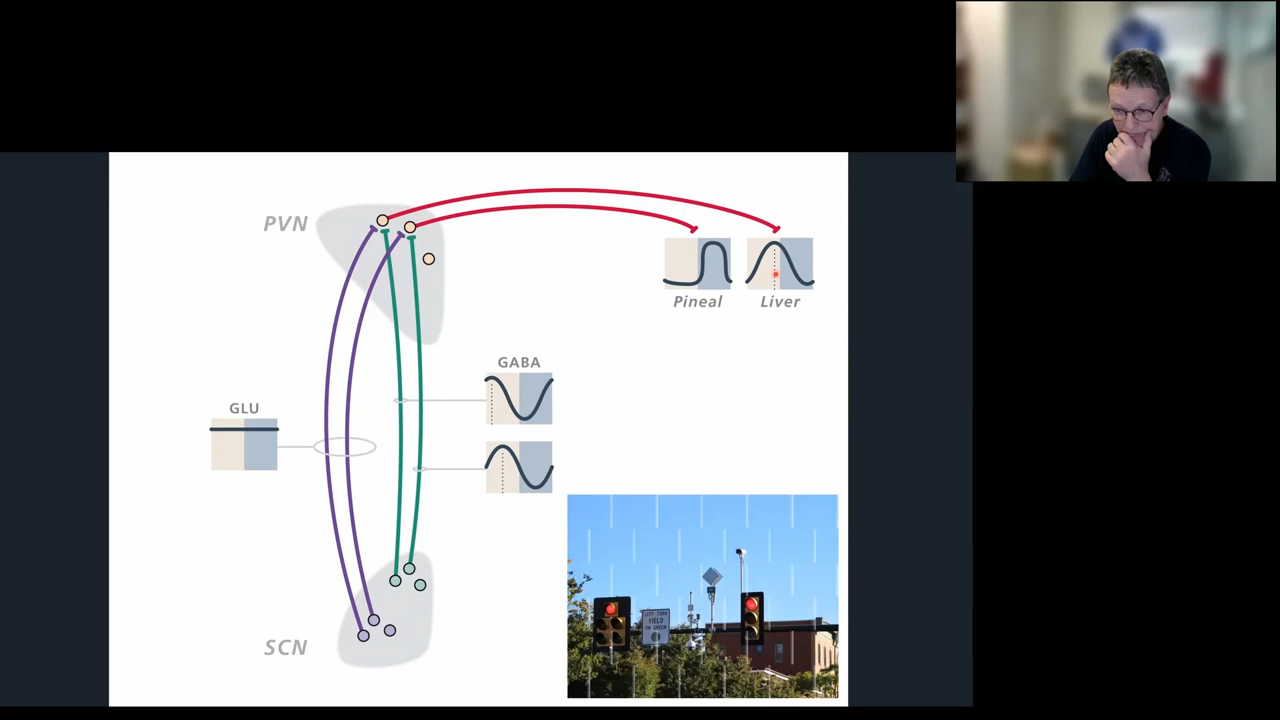 PVN
Pineal
Liver
GABA
GLU
SCN
LEFT TURN
YIELD
ON GREEN